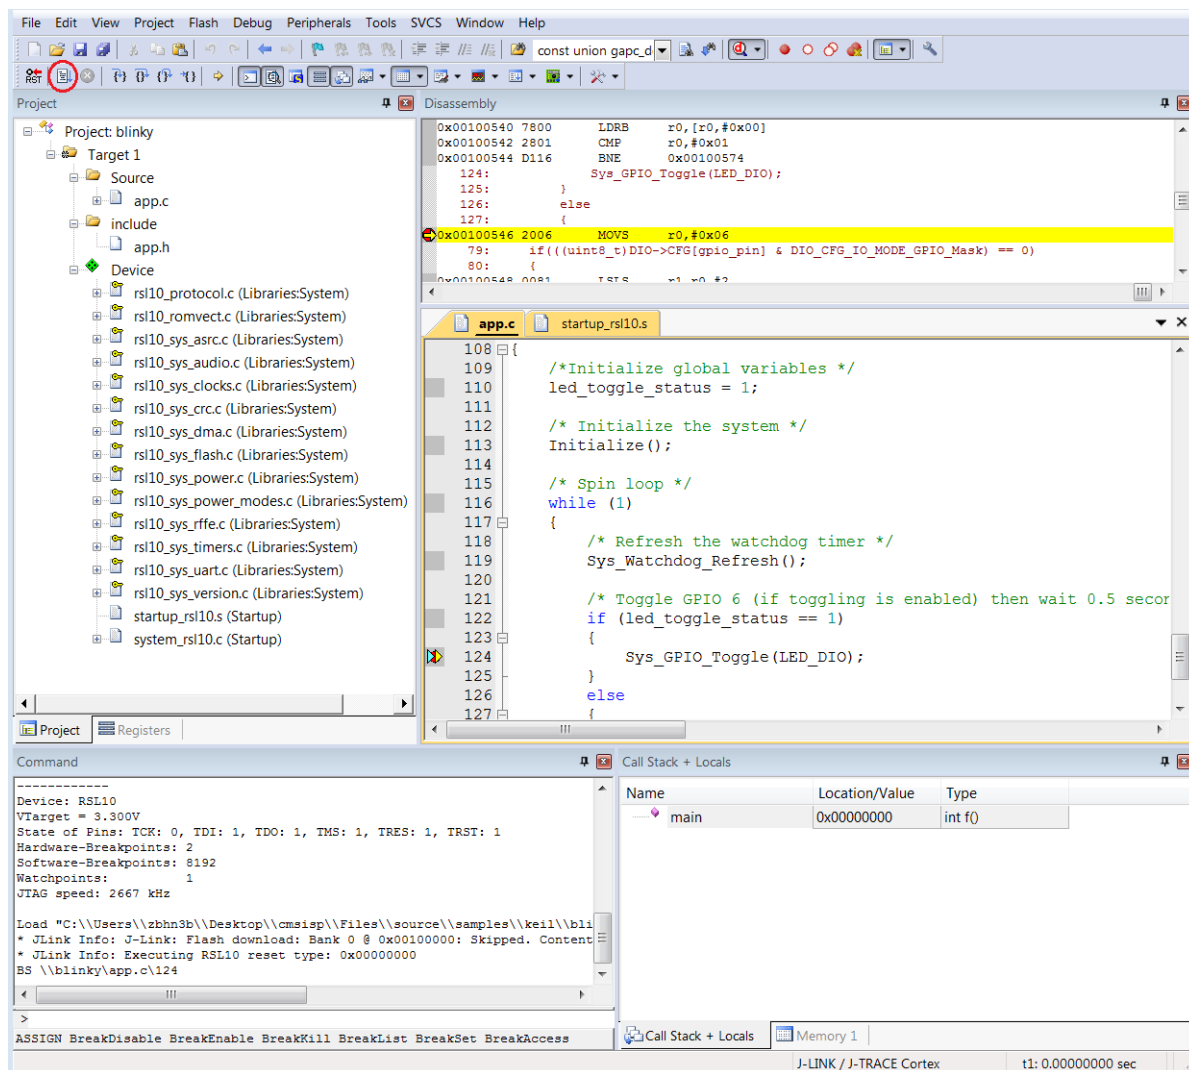 File Edit View Project Flash Debug Peripherals Tools SVCS Window Help
const union gapc_d
RST
Project
Project: blinky
Target 1
Source
app.c
include
app.h
Device
rsl10_protocol.c (Libraries:System)
rsl10_romvect.c (Libraries:System)
rsl10_sys_asrc.c (Libraries:System)
rsl10_sys_audio.c (Libraries:System)
rsl10_sys_clocks.c (Libraries:System)
rsl10_sys_crc.c (Libraries:System)
rsl10_sys_dma.c (Libraries:System)
rsl10_sys_flash.c (Libraries:System)
rsl10_sys_power.c (Libraries:System)
rsl10_sys_power_modes.c (Libraries:System)
rsl10_sys_rffe.c (Libraries:System)
rsl10_sys_timers.c (Libraries:System)
rsl10_sys_uart.c (Libraries:System)
rsl10_sys_version.c (Libraries:System)
startup_rsl10.s (Startup)
system_rsl10.c (Startup)
Project Registers
Disassembly
0x00100540 7800 LDRB r0,[r0,#0x00]
0x00100542 2801 CMP r0,#0x01
0x00100544 D116 BNE 0x00100574
124: Sys_GPIO_Toggle(LED_DIO);
125: }
126: else
127: {
0x00100546 2006 MOVS r0,#0x06
79: if(((uint8_t)DIO->CFG[gpio_pin] & DIO_CFG_IO_MODE_GPIO_Mask) == 0)
80: {
0x00100548 0081 LSLS r1,r0,#2
app.c startup_rsl10.s
108 {
109 /*Initialize global variables */
110 led_toggle_status = 1;
111
112 /* Initialize the system */
113 Initialize();
114
115 /* Spin loop */
116 while (1)
117 {
118 /* Refresh the watchdog timer */
119 Sys_Watchdog_Refresh();
120
121 /* Toggle GPIO 6 (if toggling is enabled) then wait 0.5 secon
122 if (led_toggle_status == 1)
123 {
124 Sys_GPIO_Toggle(LED_DIO);
125 }
126 else
127 {
Command
------------
Device: RSL10
VTarget = 3.300V
State of Pins: TCK: 0, TDI: 1, TDO: 1, TMS: 1, TRES: 1, TRST: 1
Hardware-Breakpoints: 2
Software-Breakpoints: 8192
Watchpoints: 1
JTAG speed: 2667 kHz
Load "C:\\Users\\zbhn3b\\Desktop\\cmsisp\\Files\\source\\samples\\keil\\bli
* JLink Info: J-Link: Flash download: Bank 0 @ 0x00100000: Skipped. Content
* JLink Info: Executing RSL10 reset type: 0x00000000
BS \\blinky\app.c\124
>
ASSIGN BreakDisable BreakEnable BreakKill BreakList BreakSet BreakAccess
Call Stack + Locals
Name Location/Value Type
main 0x00000000 int f()
Call Stack + Locals Memory 1
J-LINK / J-TRACE Cortex t1: 0.00000000 sec